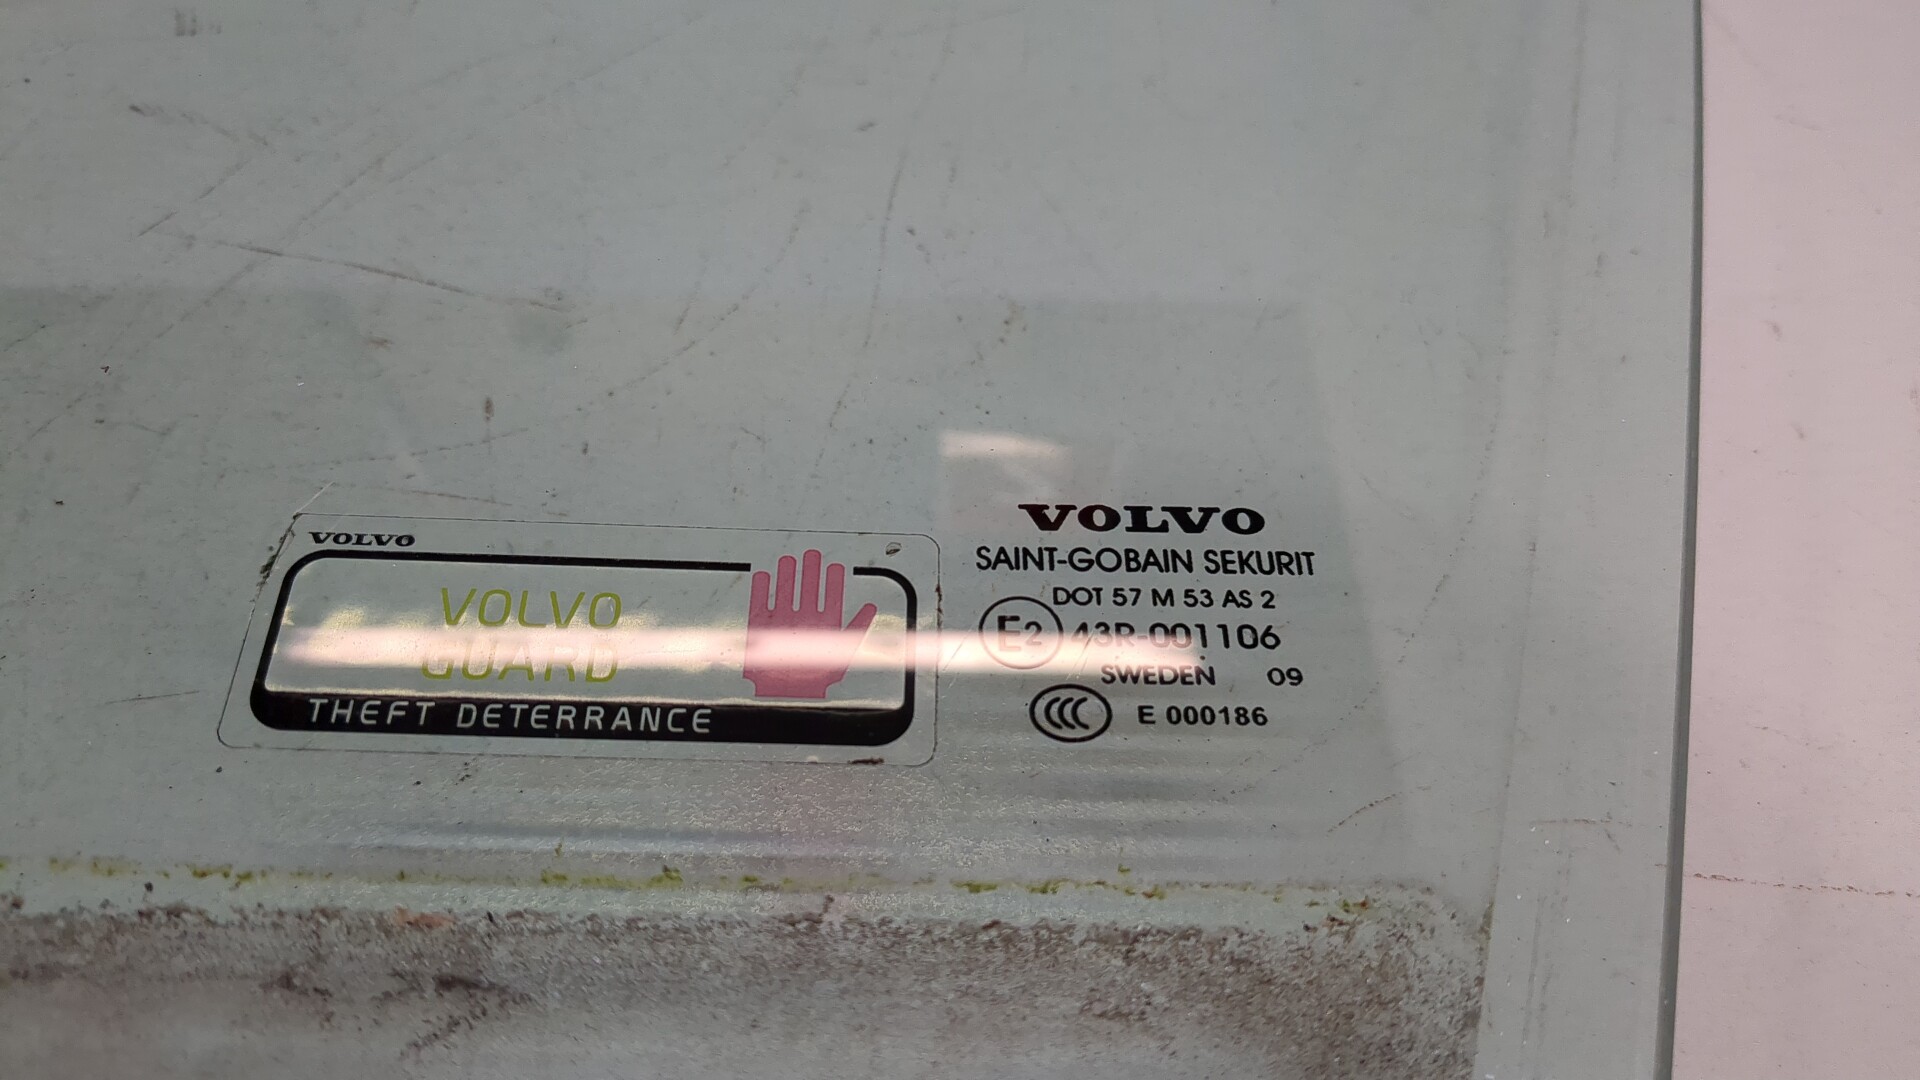 VOLVO
VOLVO
GUARD
THEFT DETERRANCE
VOLVO
SAINT-GOBAIN SEKURIT
DOT 57 M 53 AS 2
E2 43R-001106
SWEDEN 09
CCC E 000186